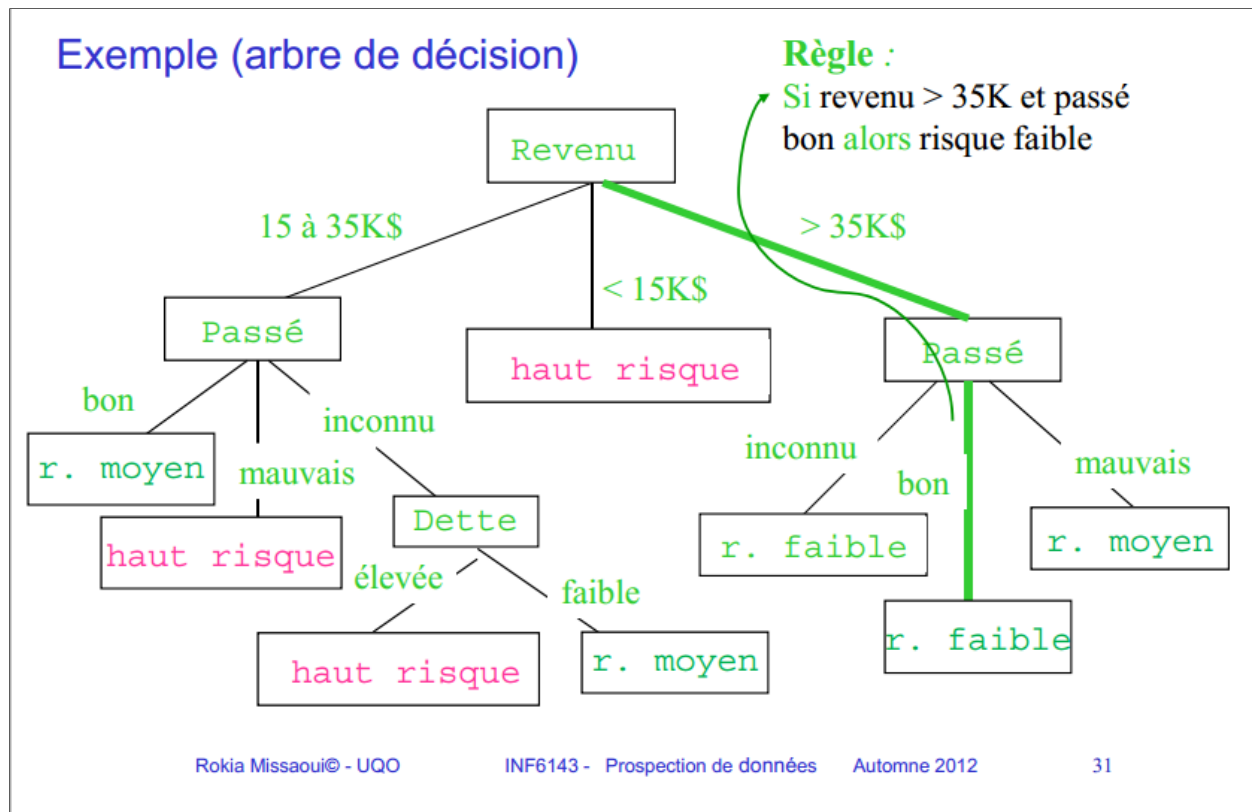 Exemple (arbre de décision)
Règle :
Si revenu > 35K et passé
bon alors risque faible
Revenu
15 à 35K$
< 15K$
> 35K$
Passé
haut risque
Passé
bon
mauvais
inconnu
r. moyen
haut risque
Dette
élevée
faible
haut risque
r. moyen
inconnu
bon
mauvais
r. faible
r. moyen
r. faible
Rokia Missaoui© - UQO INF6143 - Prospection de données Automne 2012 31